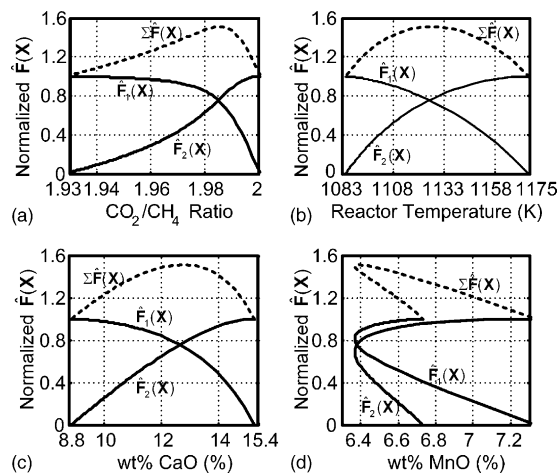 Normalized F̂(X)
1.6
1.2
0.8
0.4
0
ΣF̂(X)
F̂₁(X)
F̂₂(X)
1.93
1.94
1.96
1.98
2
CO₂/CH₄ Ratio
(a)
Normalized F̂(X)
1.6
1.2
0.8
0.4
0
ΣF̂(X)
F̂₁(X)
F̂₂(X)
1083
1108
1133
1158
1175
Reactor Temperature (K)
(b)
Normalized F̂(X)
1.6
1.2
0.8
0.4
0
ΣF̂(X)
F̂₁(X)
F̂₂(X)
8.8
10
12
13
15.4
wt% CaO (%)
(c)
Normalized F̂(X)
1.6
1.2
0.8
0.4
0
ΣF̂(X)
F̂₁(X)
F̂₂(X)
6.4
6.6
6.8
7
7.2
wt% MnO (%)
(d)